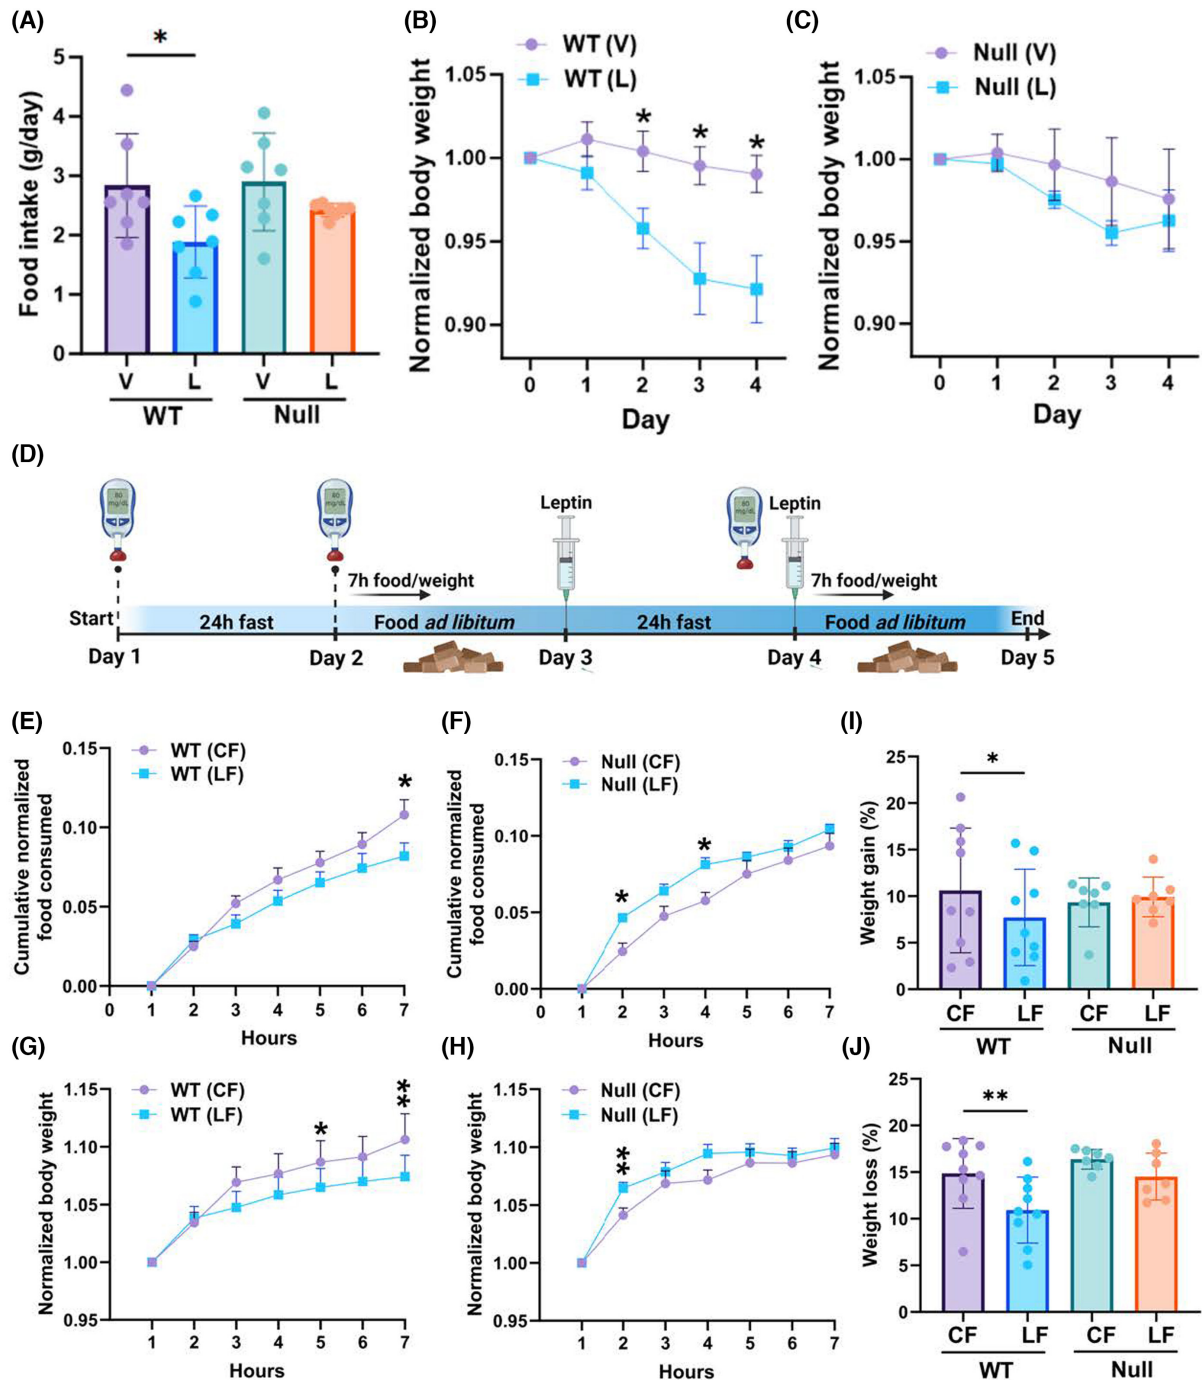 (A)
*
Food intake (g/day)
5
4
3
2
1
0
V L V L
WT Null
(B)
WT (V)
WT (L)
Normalized body weight
1.05
1.00
0.95
0.90
* * *
0 1 2 3 4
Day
(C)
Null (V)
Null (L)
Normalized body weight
1.05
1.00
0.95
0.90
0 1 2 3 4
Day
(D)
80 mg/dL
80 mg/dL
Leptin
80 mg/dL
Leptin
7h food/weight
7h food/weight
Start
24h fast
Food ad libitum
24h fast
Food ad libitum
End
Day 1 Day 2 Day 3 Day 4 Day 5
(E)
WT (CF)
WT (LF)
Cumulative normalized
food consumed
0.15
0.10
0.05
0.00
*
0 1 2 3 4 5 6 7
Hours
(F)
Null (CF)
Null (LF)
Cumulative normalized
food consumed
0.15
0.10
0.05
0.00
* *
0 1 2 3 4 5 6 7
Hours
(I)
Weight gain (%)
25
20
15
10
5
0
*
CF LF CF LF
WT Null
(G)
WT (CF)
WT (LF)
Normalized body weight
1.15
1.10
1.05
1.00
0.95
* **
1 2 3 4 5 6 7
Hours
(H)
Null (CF)
Null (LF)
Normalized body weight
1.15
1.10
1.05
1.00
0.95
**
1 2 3 4 5 6 7
Hours
(J)
Weight loss (%)
25
20
15
10
5
0
**
CF LF CF LF
WT Null